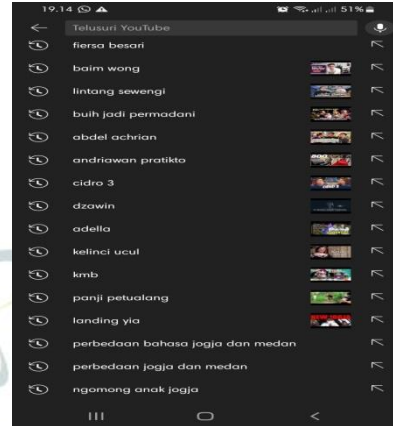 19.14 51%
Telusuri YouTube
fiersa besari
baim wong
lintang sewengi
buih jadi permadani
abdel achrian
andriawan pratikto
cidro 3
dzawin
adella
kelinci ucul
kmb
panji petualang
landing yia
perbedaan bahasa jogja dan medan
perbedaan jogja dan medan
ngomong anak jogja